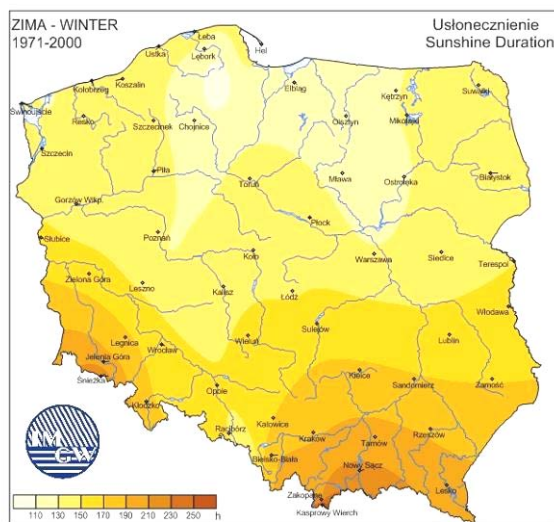 ZIMA - WINTER
1971-2000
Usłonecznienie
Sunshine Duration
Łeba
Hel
Ustka
Lębork
Kołobrzeg
Koszalin
Elbląg
Kętrzyn
Suwałki
Świnoujście
Resko
Szczecinek
Chojnice
Olsztyn
Mikołajki
Szczecin
Piła
Toruń
Mława
Ostrołęka
Białystok
Gorzów Wlkp.
Płock
Słubice
Poznań
Koło
Warszawa
Siedlce
Terespol
Zielona Góra
Leszno
Kalisz
Łódź
Włodawa
Sulejów
Legnica
Wrocław
Wieluń
Lublin
Jelenia Góra
Śnieżka
Kielce
Sandomierz
Zamość
Kłodzko
Opole
Racibórz
Katowice
Kraków
Tarnów
Rzeszów
Bielsko-Biała
Nowy Sącz
Lesko
Zakopane
Kasprowy Wierch
IM
GW
110 130 150 170 190 210 230 250 h